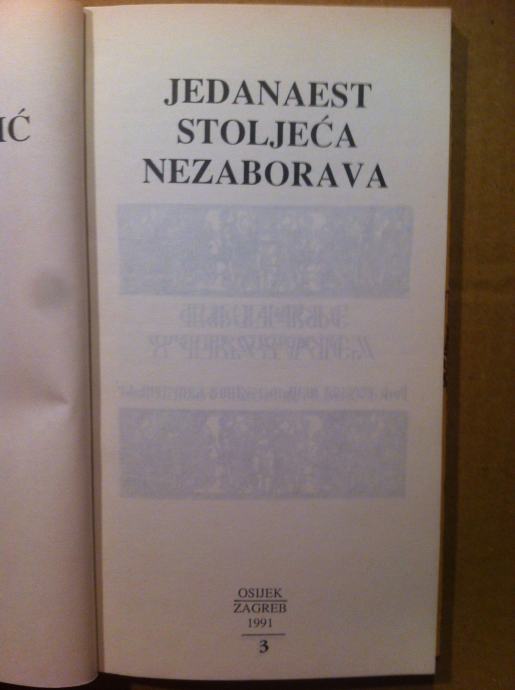 IĆ
JEDANAEST
STOLJEĆA
NEZABORAVA
OSIJEK
ZAGREB
1991
3